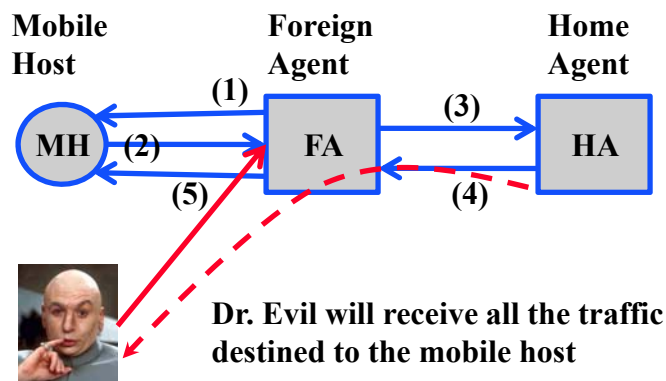 Mobile Host
Foreign Agent
Home Agent
(1)
(3)
MH
(2)
FA
HA
(5)
(4)
Dr. Evil will receive all the traffic
destined to the mobile host